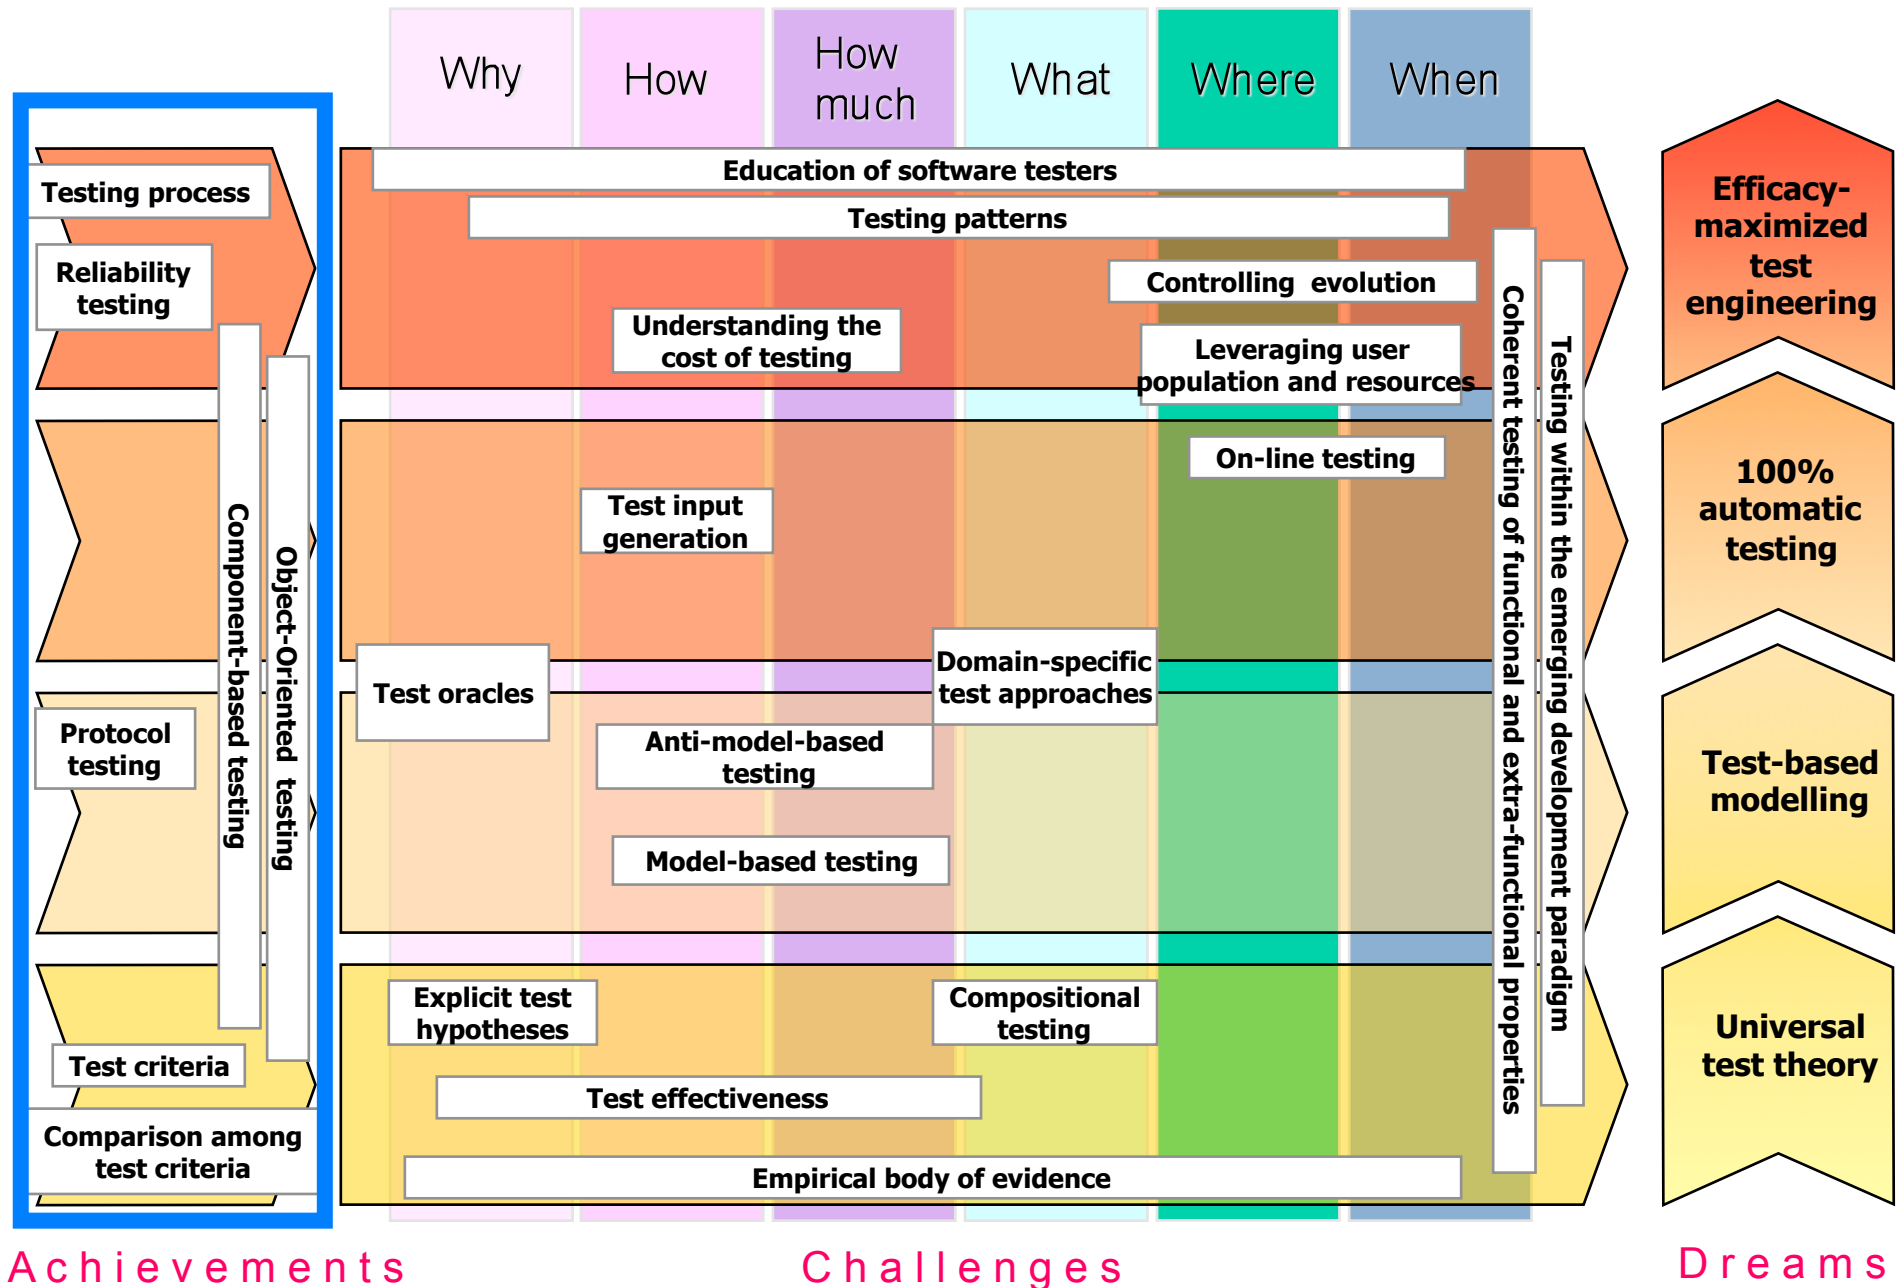 Why
How
How
much
What
Where
When
Testing process
Reliability
testing
Component-based testing
Object-Oriented testing
Protocol
testing
Test criteria
Comparison among
test criteria
Education of software testers
Testing patterns
Controlling evolution
Understanding the
cost of testing
Leveraging user
population and resources
On-line testing
Test input
generation
Test oracles
Domain-specific
test approaches
Anti-model-based
testing
Model-based testing
Explicit test
hypotheses
Compositional
testing
Test effectiveness
Empirical body of evidence
Coherent testing of functional and extra-functional properties
Testing within the emerging development paradigm
Efficacy-
maximized
test
engineering
100%
automatic
testing
Test-based
modelling
Universal
test theory
Achievements
Challenges
Dreams